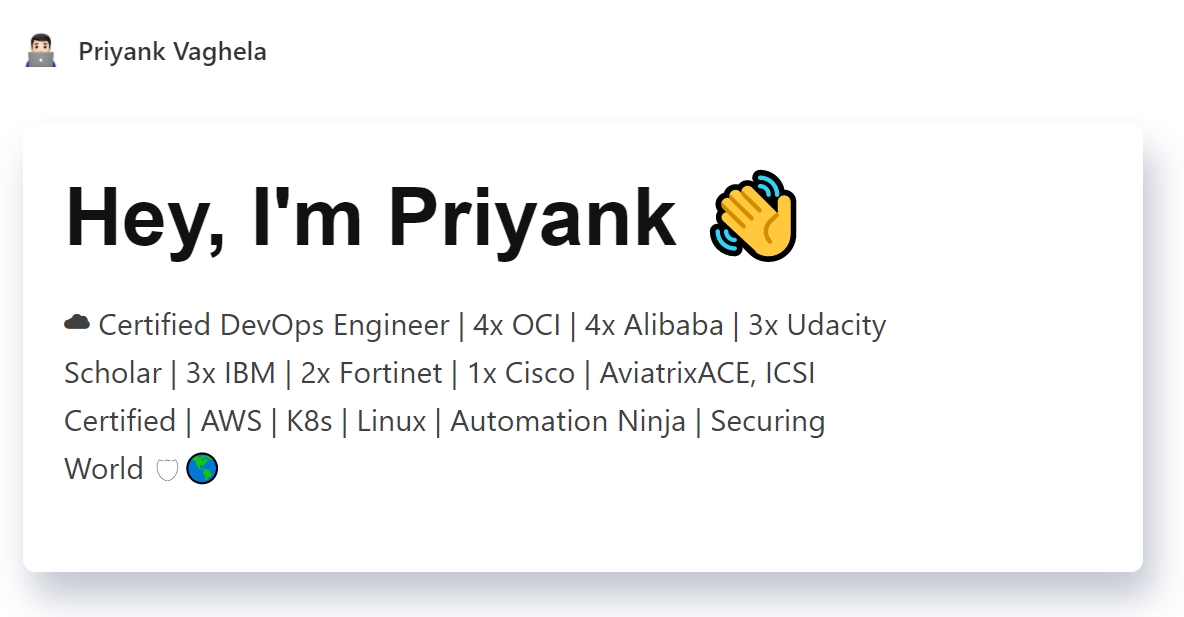 Priyank Vaghela
Hey, I'm Priyank 👋
☁ Certified DevOps Engineer | 4x OCI | 4x Alibaba | 3x Udacity
Scholar | 3x IBM | 2x Fortinet | 1x Cisco | AviatrixACE, ICSI
Certified | AWS | K8s | Linux | Automation Ninja | Securing
World 🛡🌎